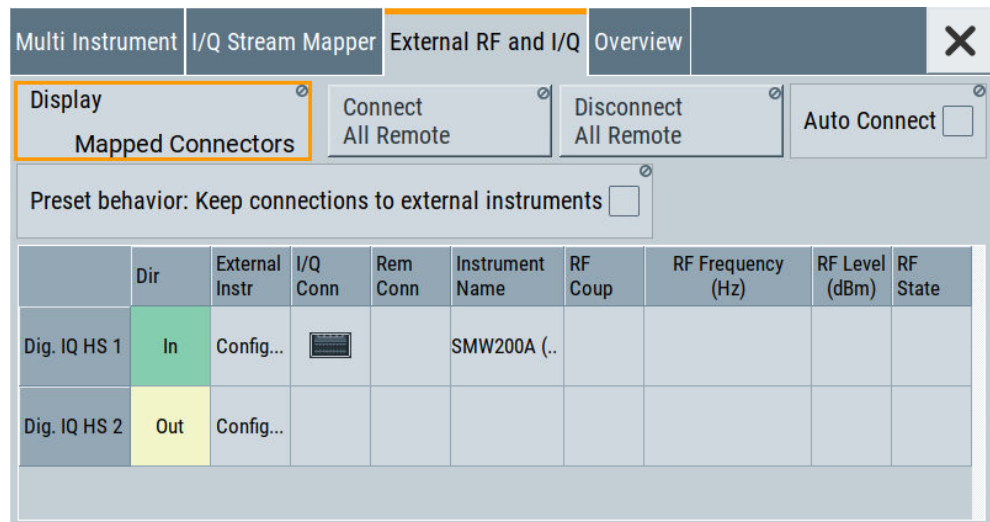 Multi Instrument I/Q Stream Mapper External RF and I/Q Overview
Display
Mapped Connectors
Connect
All Remote
Disconnect
All Remote
Auto Connect
Preset behavior: Keep connections to external instruments
Dir External Instr I/Q Conn Rem Conn Instrument Name RF Coup RF Frequency (Hz) RF Level (dBm) RF State
Dig. IQ HS 1 In Config... SMW200A (..
Dig. IQ HS 2 Out Config...